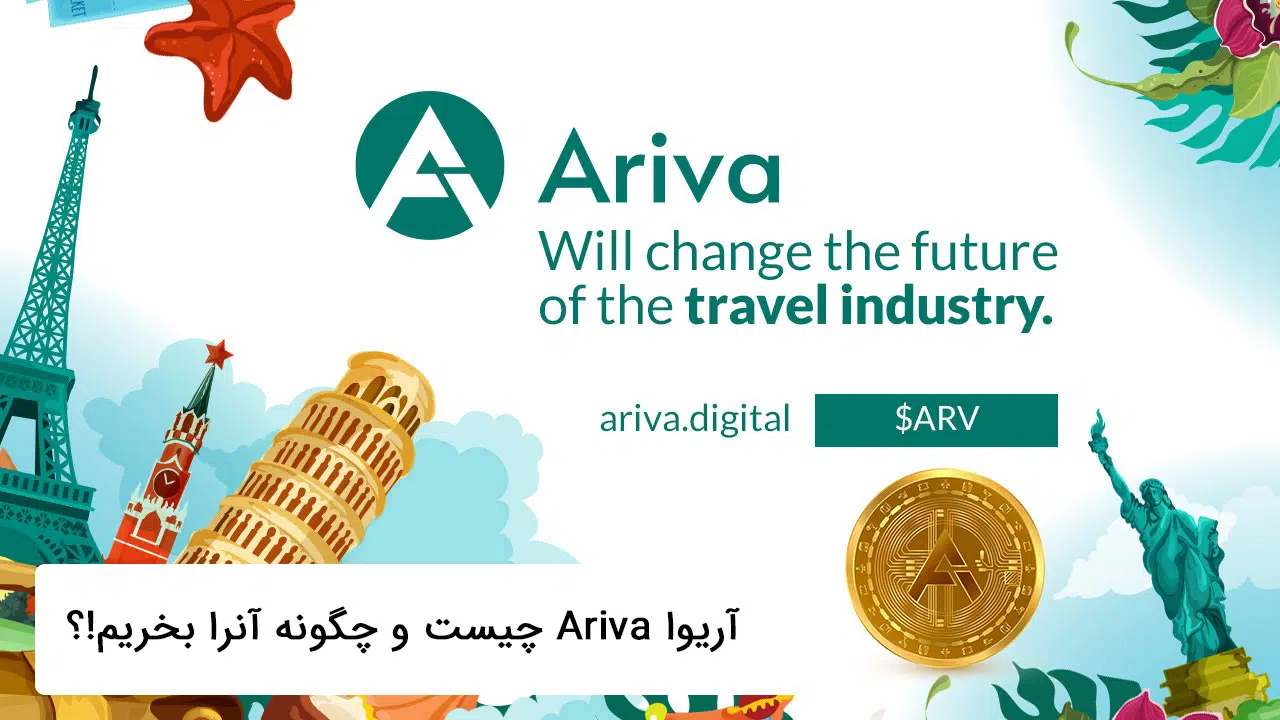 Ariva
Will change the future
of the travel industry.
ariva.digital
$ARV
آریوا Ariva چیست و چگونه آنرا بخریم!؟